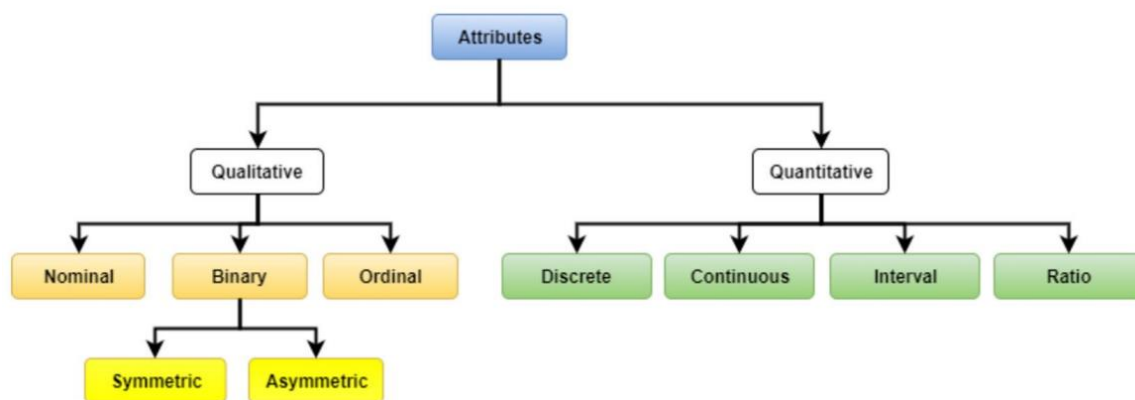 Attributes
Qualitative
Quantitative
Nominal
Binary
Ordinal
Discrete
Continuous
Interval
Ratio
Symmetric
Asymmetric